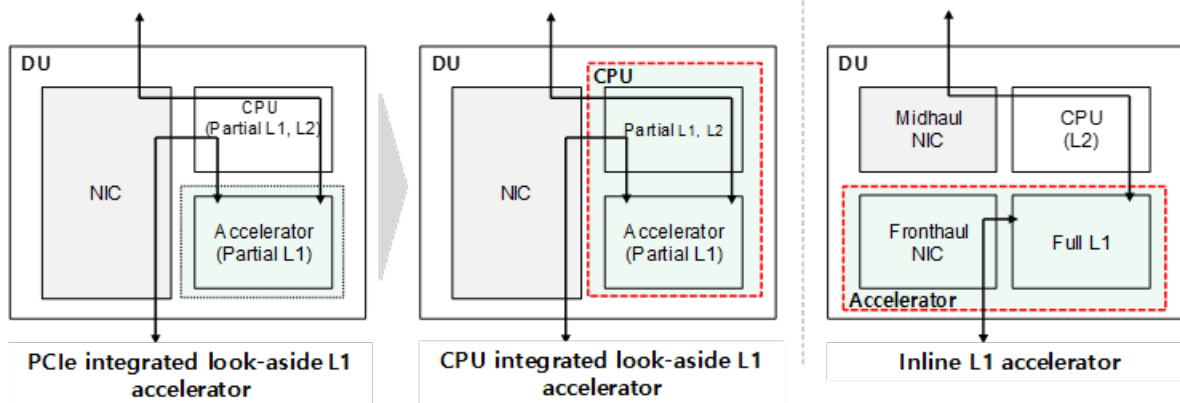 DU
CPU
(Partial L1, L2)
NIC
Accelerator
(Partial L1)
PCIe integrated look-aside L1
accelerator
DU
CPU
Partial L1, L2
NIC
Accelerator
(Partial L1)
CPU integrated look-aside L1
accelerator
DU
Midhaul
NIC
CPU
(L2)
Fronthaul
NIC
Full L1
Accelerator
Inline L1 accelerator